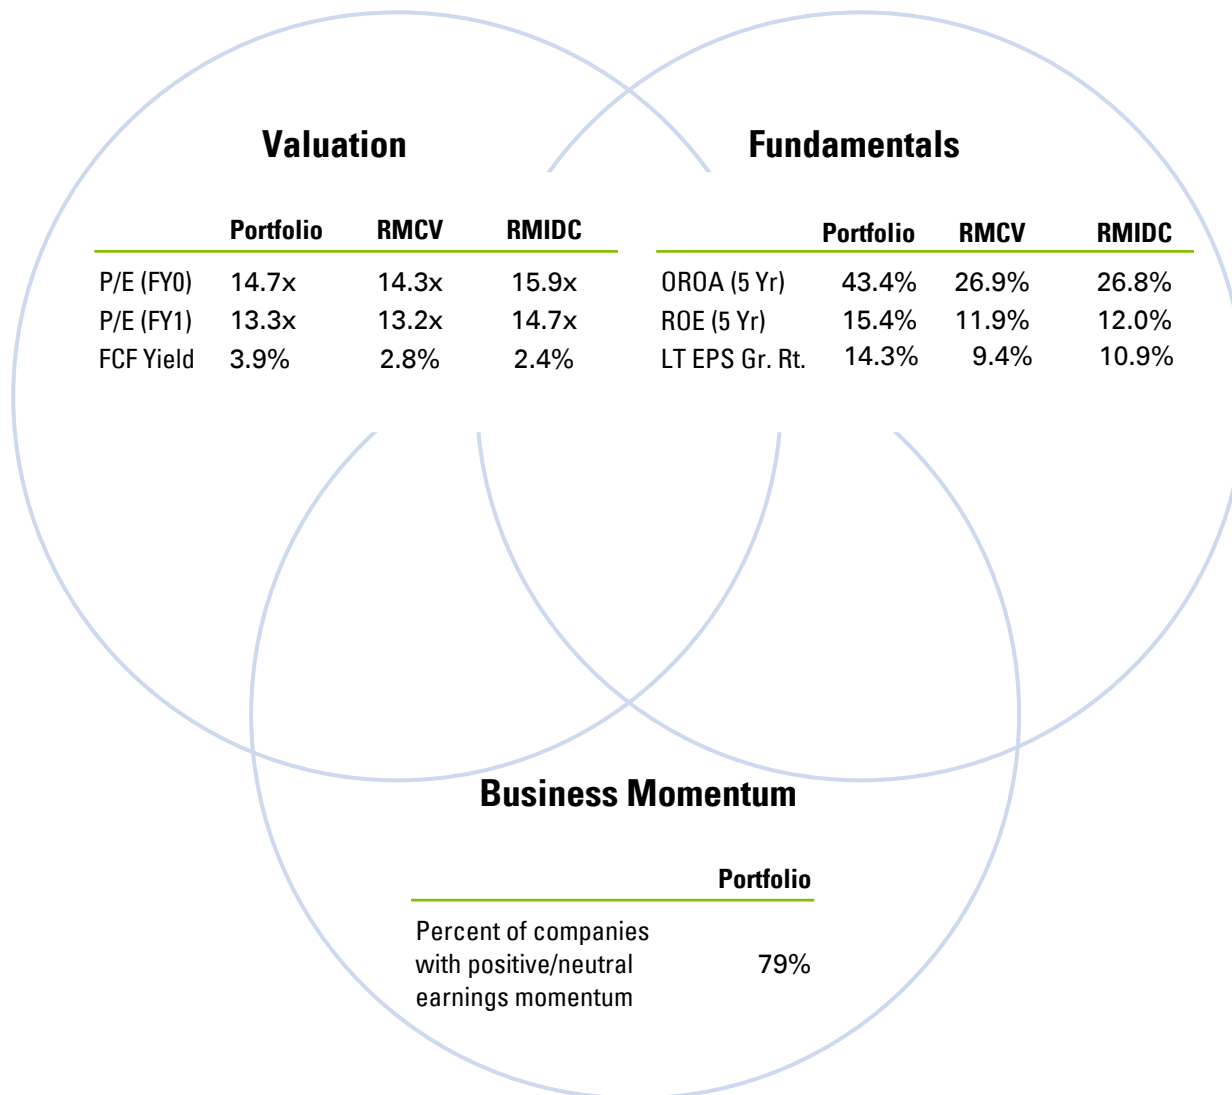 Valuation
Portfolio RMCV RMIDC
P/E (FY0) 14.7x 14.3x 15.9x
P/E (FY1) 13.3x 13.2x 14.7x
FCF Yield 3.9% 2.8% 2.4%
Fundamentals
Portfolio RMCV RMIDC
OROA (5 Yr) 43.4% 26.9% 26.8%
ROE (5 Yr) 15.4% 11.9% 12.0%
LT EPS Gr. Rt. 14.3% 9.4% 10.9%
Business Momentum
Portfolio
Percent of companies
with positive/neutral 79%
earnings momentum